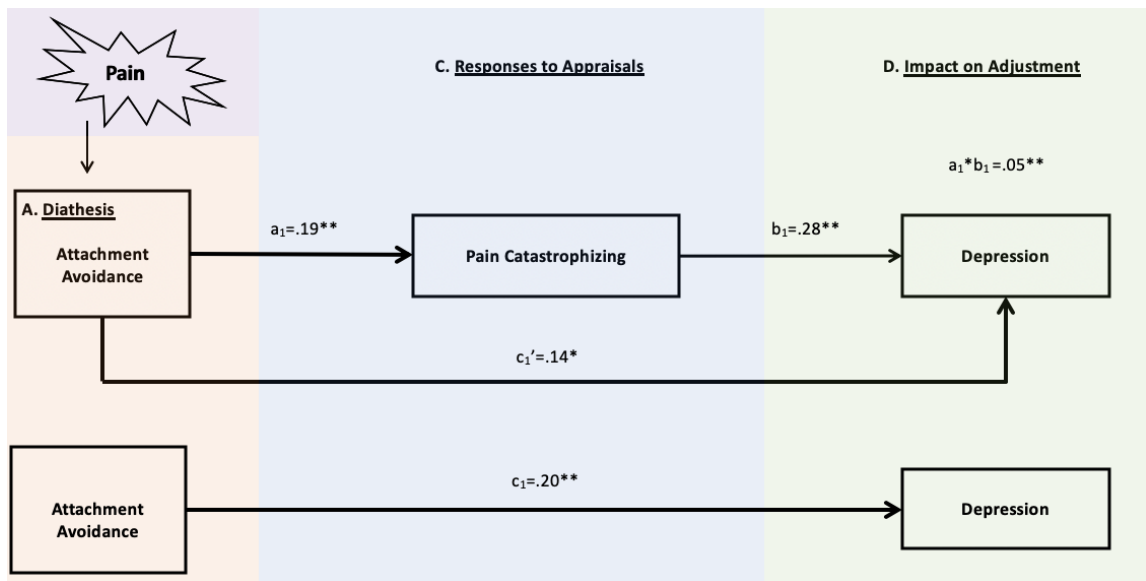 Pain
C. Responses to Appraisals
D. Impact on Adjustment
a₁*b₁=.05**
A. Diathesis
Attachment
Avoidance
a₁=.19**
Pain Catastrophizing
b₁=.28**
Depression
c₁’=.14*
Attachment
Avoidance
c₁=.20**
Depression